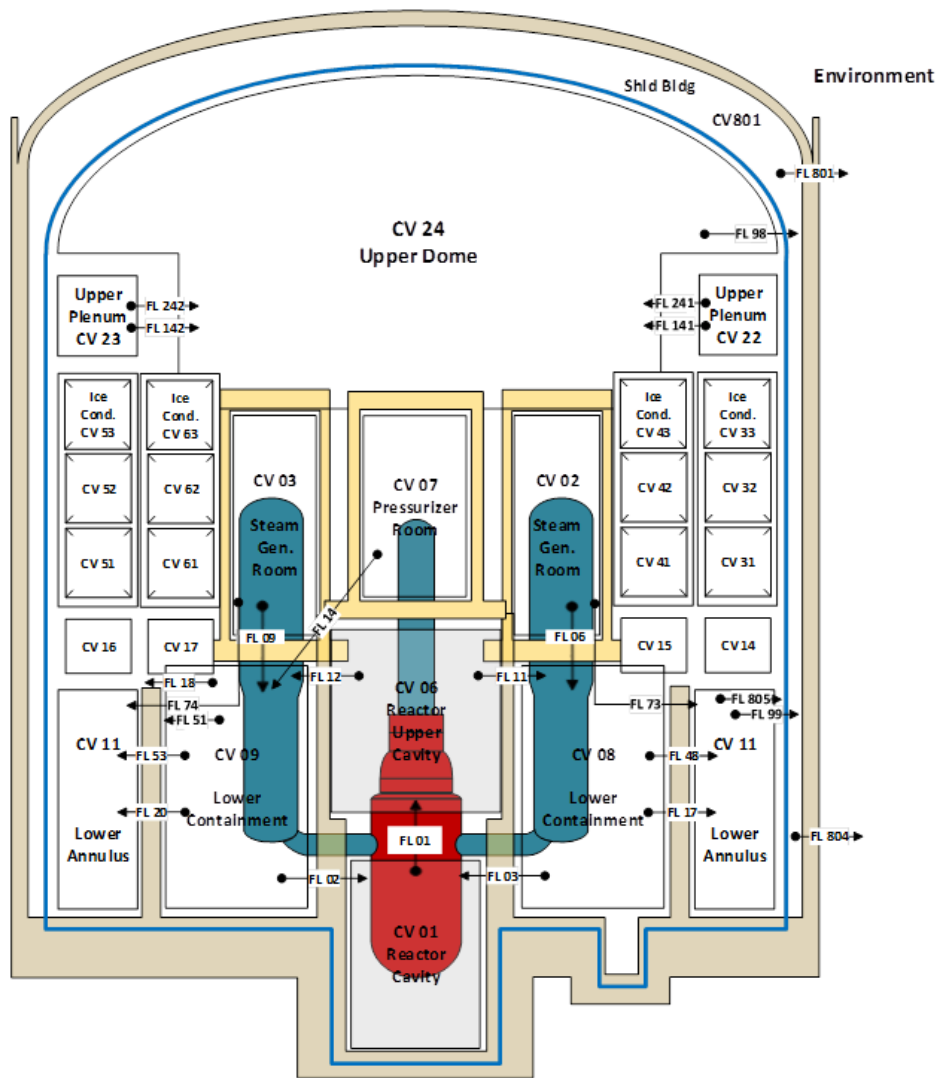 Environment
Shld Bldg
CV801
FL 801
CV 24
Upper Dome
FL 98
Upper
Plenum
CV 23
FL 242
FL 142
FL 241
FL 141
Upper
Plenum
CV 22
Ice
Cond.
CV 53
Ice
Cond.
CV 63
Ice
Cond.
CV 43
Ice
Cond.
CV 33
CV 03
CV 07
Pressurizer
Room
CV 02
CV 52
CV 62
CV 42
CV 32
Steam
Gen.
Room
Steam
Gen.
Room
CV 51
CV 61
CV 41
CV 31
FL 14
FL 09
FL 06
CV 16
CV 17
CV 15
CV 14
FL 18
FL 12
FL 11
CV 06
Reactor
Upper
Cavity
FL 805
FL 74
FL 73
FL 99
FL 51
CV 11
FL 53
CV 09
CV 08
FL 48
CV 11
Lower
Containment
Lower
Containment
FL 20
FL 17
Lower
Annulus
Lower
Annulus
FL 804
FL 01
FL 02
FL 03
CV 01
Reactor
Cavity